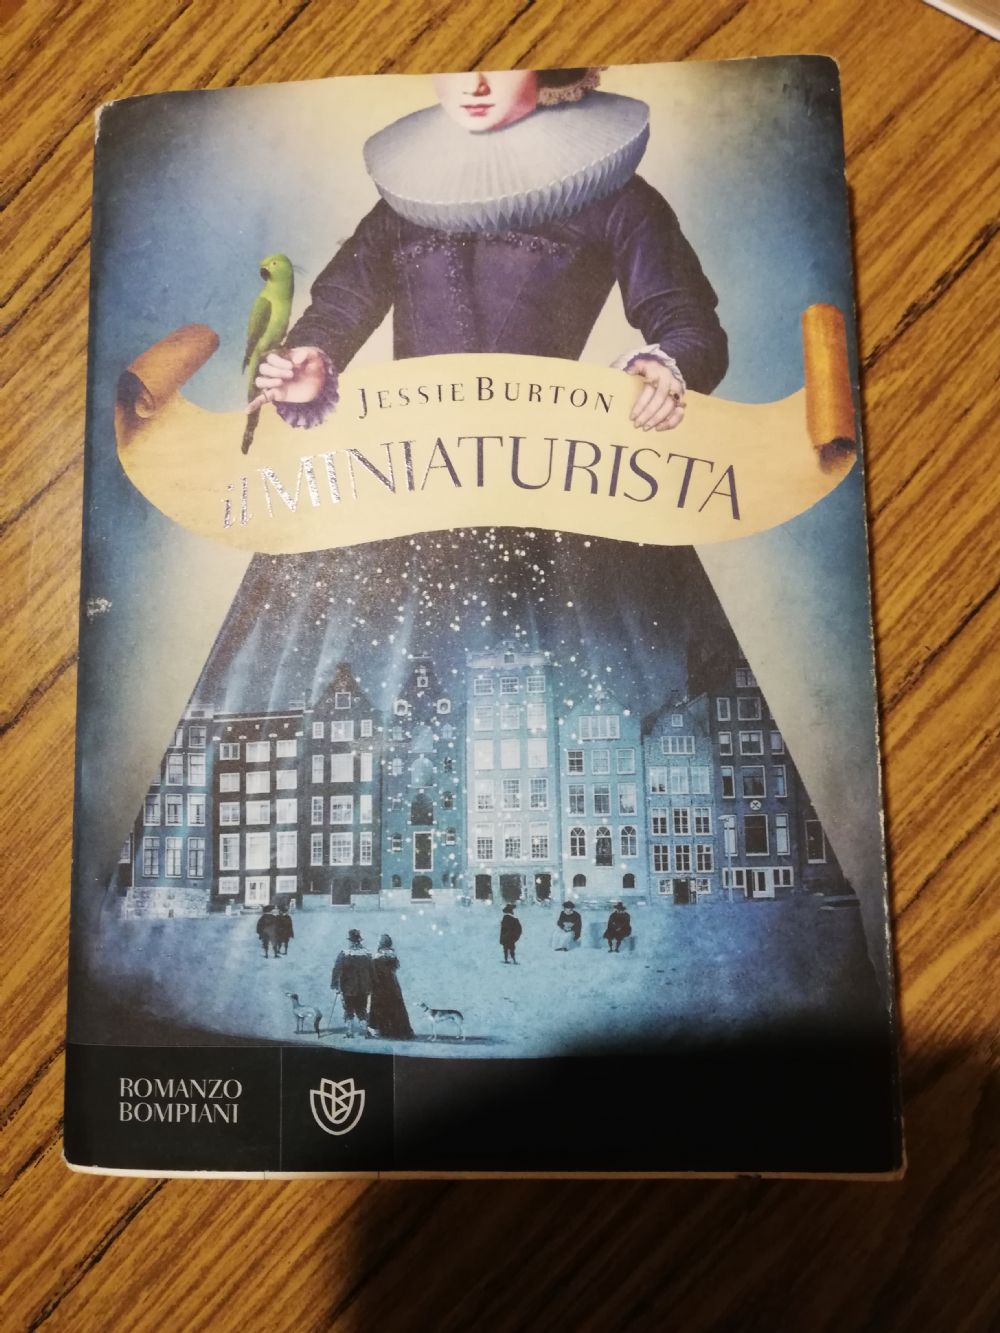 JESSIE BURTON
il MINIATURISTA
ROMANZO
BOMPIANI